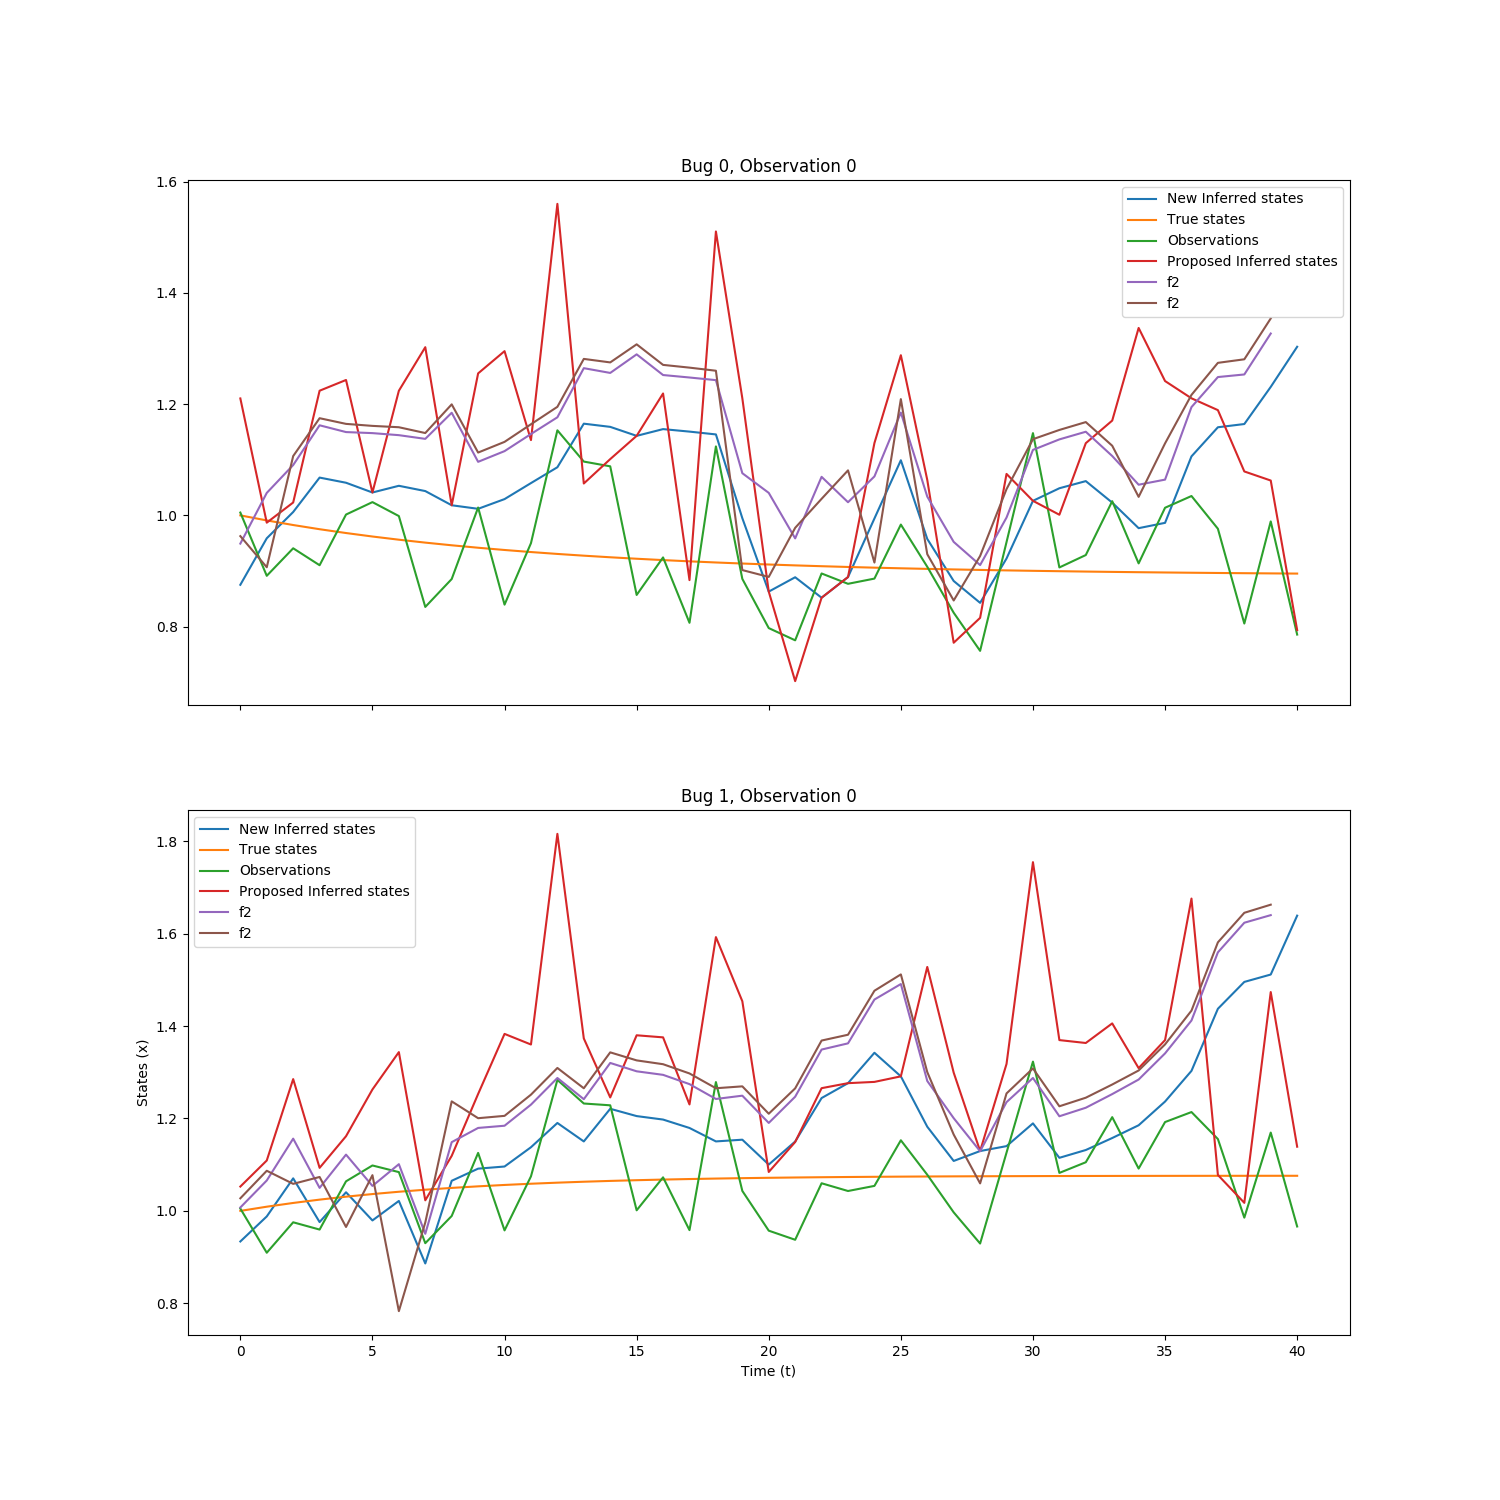 Bug 0, Observation 0
1.6
1.4
1.2
1.0
0.8
New Inferred states
True states
Observations
Proposed Inferred states
f2
f2
Bug 1, Observation 0
1.8
1.6
1.4
1.2
1.0
0.8
States (x)
New Inferred states
True states
Observations
Proposed Inferred states
f2
f2
0 5 10 15 20 25 30 35 40
Time (t)